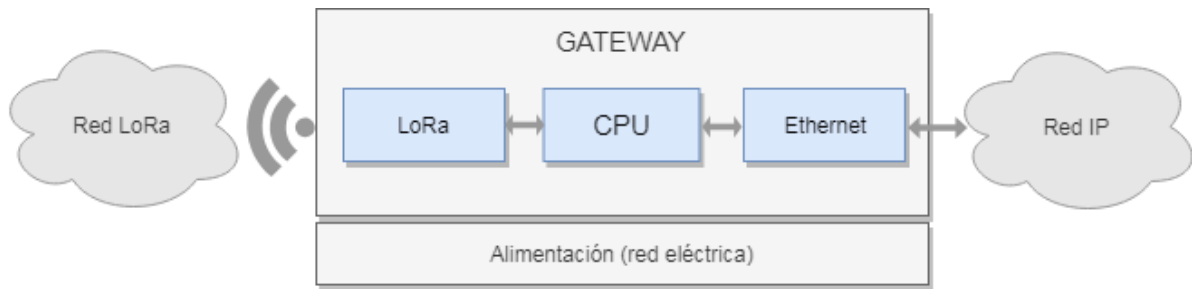 GATEWAY
Red LoRa
LoRa
CPU
Ethernet
Red IP
Alimentación (red eléctrica)